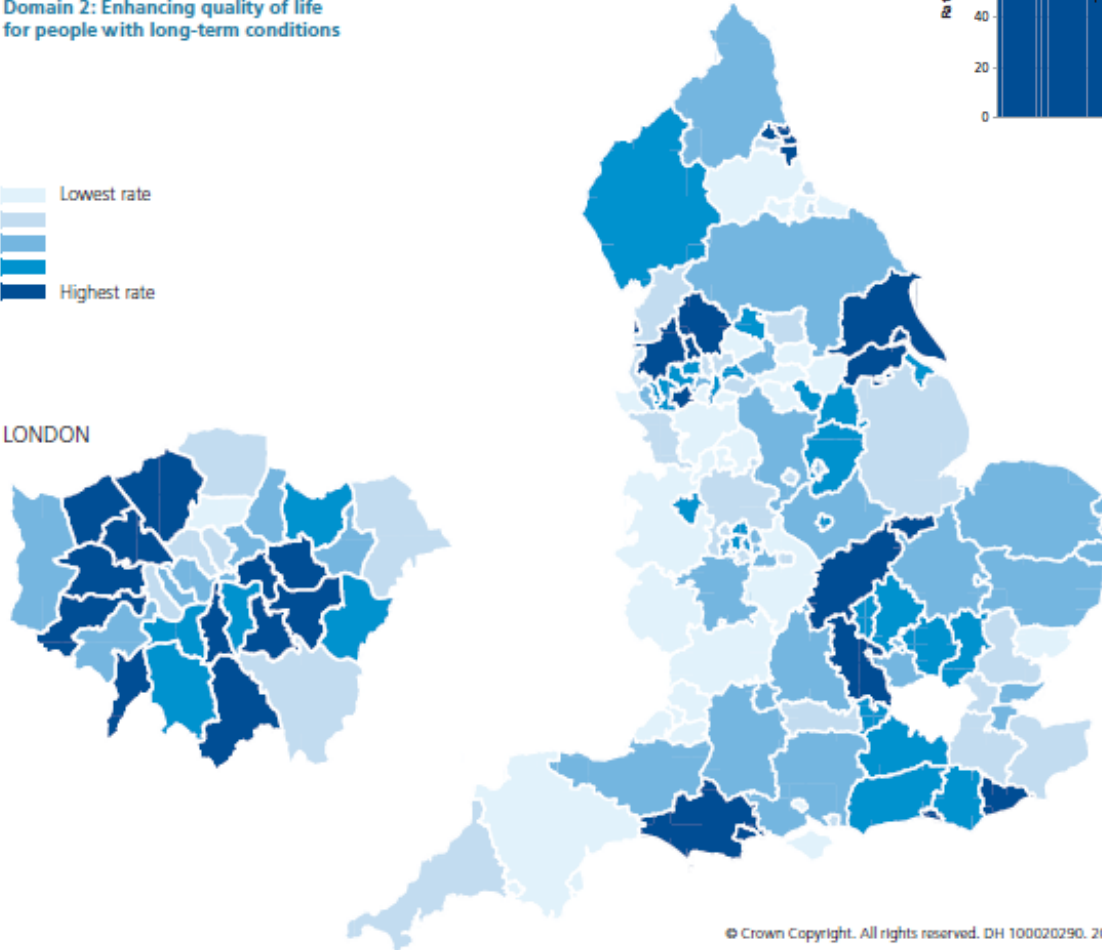 Domain 2: Enhancing quality of life
for people with long-term conditions
40
20
0
Lowest rate
Highest rate
LONDON
© Crown Copyright. All rights reserved. DH 100020290.